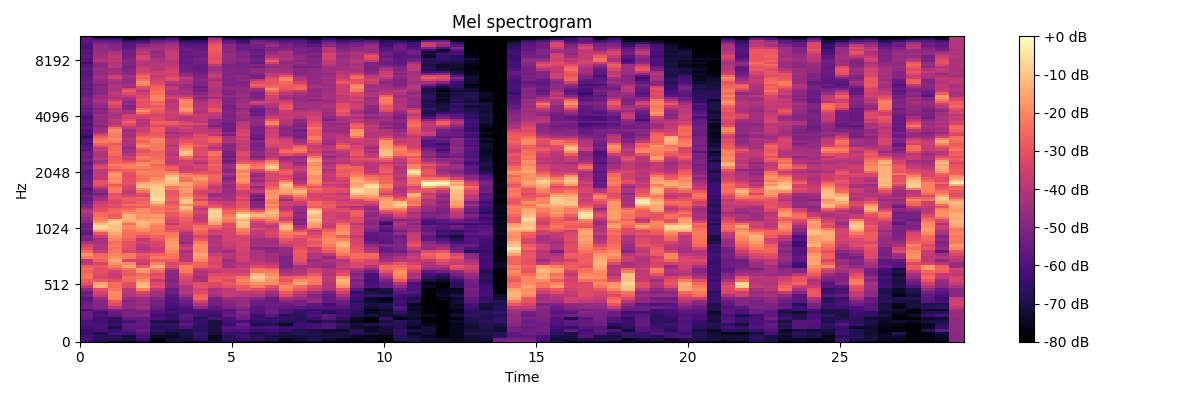 Mel spectrogram
8192
4096
2048
1024
512
0
Hz
0 5 10 15 20 25
Time
+0 dB
-10 dB
-20 dB
-30 dB
-40 dB
-50 dB
-60 dB
-70 dB
-80 dB